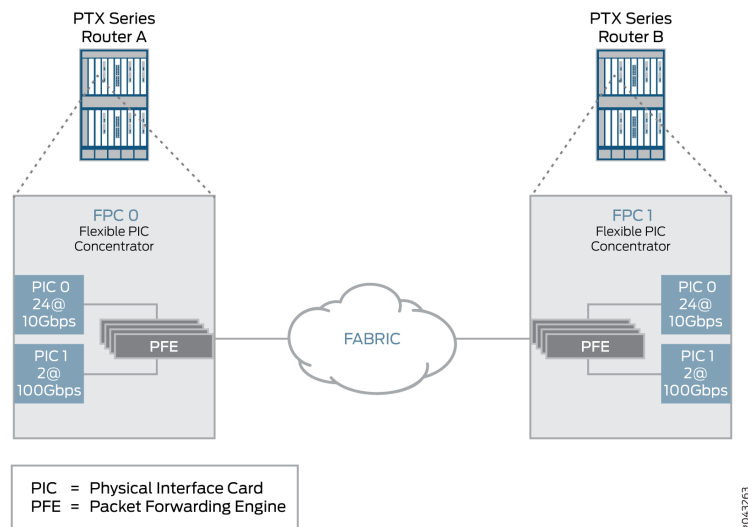 PTX Series
Router A
PTX Series
Router B
FPC 0
Flexible PIC
Concentrator
PIC 0
24@
10Gbps
PIC 1
2@
100Gbps
PFE
FABRIC
FPC 1
Flexible PIC
Concentrator
PFE
PIC 0
24@
10Gbps
PIC 1
2@
100Gbps
PIC = Physical Interface Card
PFE = Packet Forwarding Engine